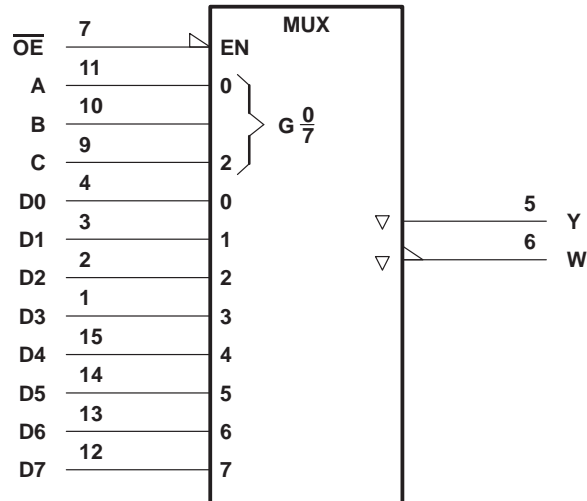 MUX
O̅E̅ 7 EN
A 11 0
B 10
G 0/7
C 9 2
D0 4 0
D1 3 1
D2 2 2
D3 1 3
D4 15 4
D5 14 5
D6 13 6
D7 12 7
5 Y
6 W